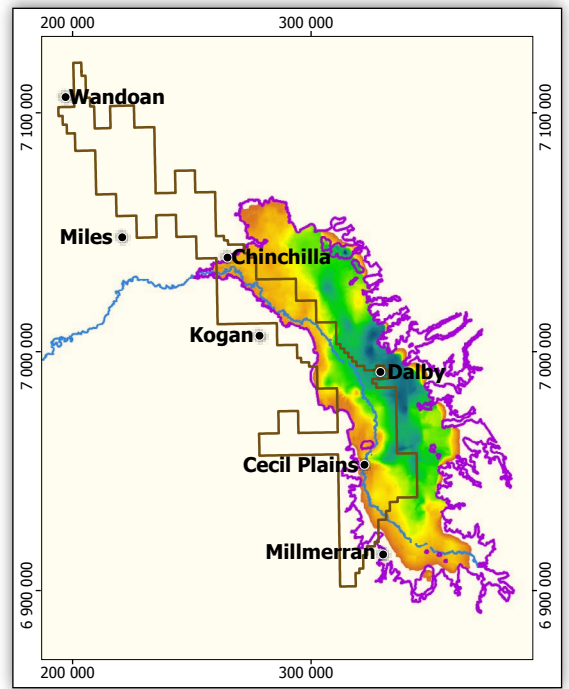 200 000 300 000
Wandoan
7 100 000 7 100 000
Miles
Chinchilla
Kogan
7 000 000 7 000 000
Dalby
Cecil Plains
Millmerran
6 900 000 6 900 000
200 000 300 000